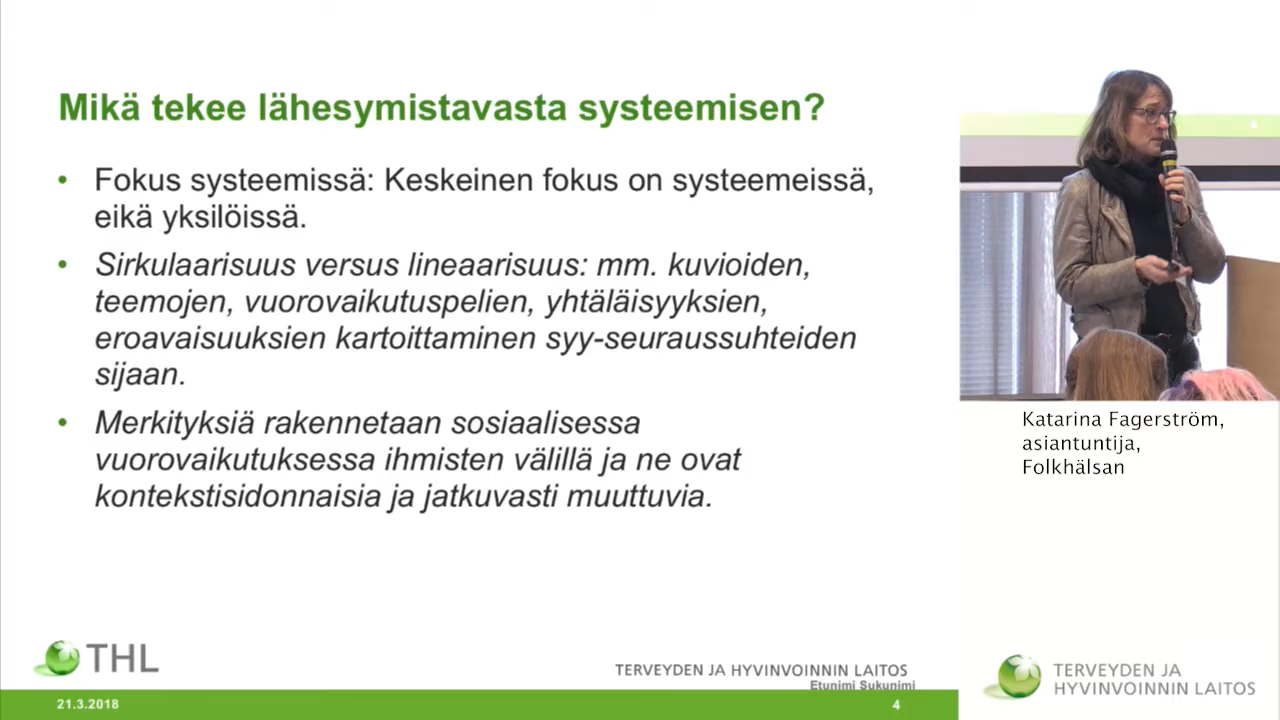 Mikä tekee lähesymistavasta systeemisen?
• Fokus systeemissä: Keskeinen fokus on systeemeissä,
eikä yksilöissä.
• Sirkulaarisuus versus lineaarisuus: mm. kuvioiden,
teemojen, vuorovaikutuspelien, yhtäläisyyksien,
eroavaisuuksien kartoittaminen syy-seuraussuhteiden
sijaan.
• Merkityksiä rakennetaan sosiaalisessa
vuorovaikutuksessa ihmisten välillä ja ne ovat
kontekstisidonnaisia ja jatkuvasti muuttuvia.
Katarina Fagerström,
asiantuntija,
Folkhälsan
THL
TERVEYDEN JA HYVINVOINNIN LAITOS
Etunimi Sukunimi
21.3.2018
4
TERVEYDEN JA
HYVINVOINNIN LAITOS